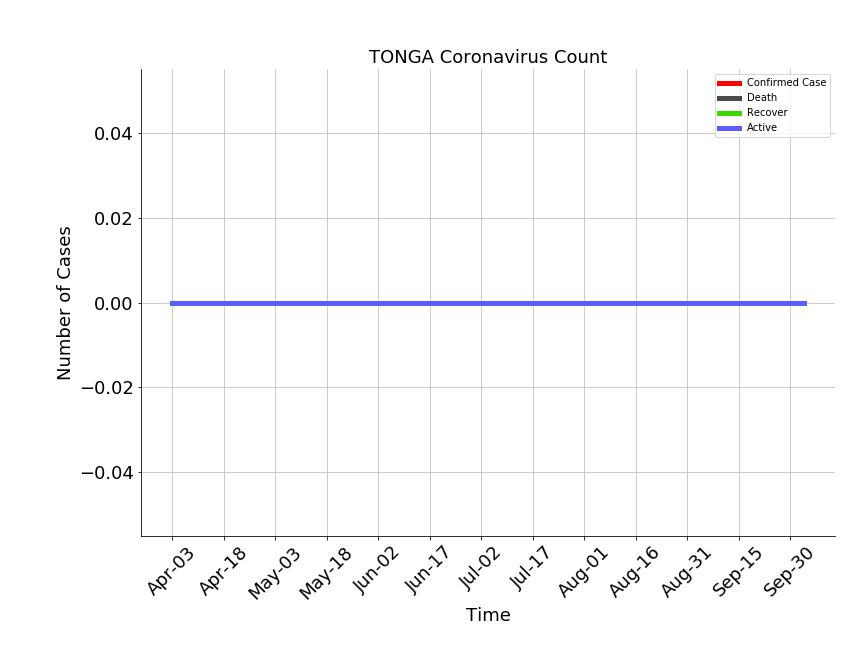 TONGA Coronavirus Count
Confirmed Case
Death
Recover
Active
Number of Cases
0.04
0.02
0.00
−0.02
−0.04
Apr-03
Apr-18
May-03
May-18
Jun-02
Jun-17
Jul-02
Jul-17
Aug-01
Aug-16
Aug-31
Sep-15
Sep-30
Time